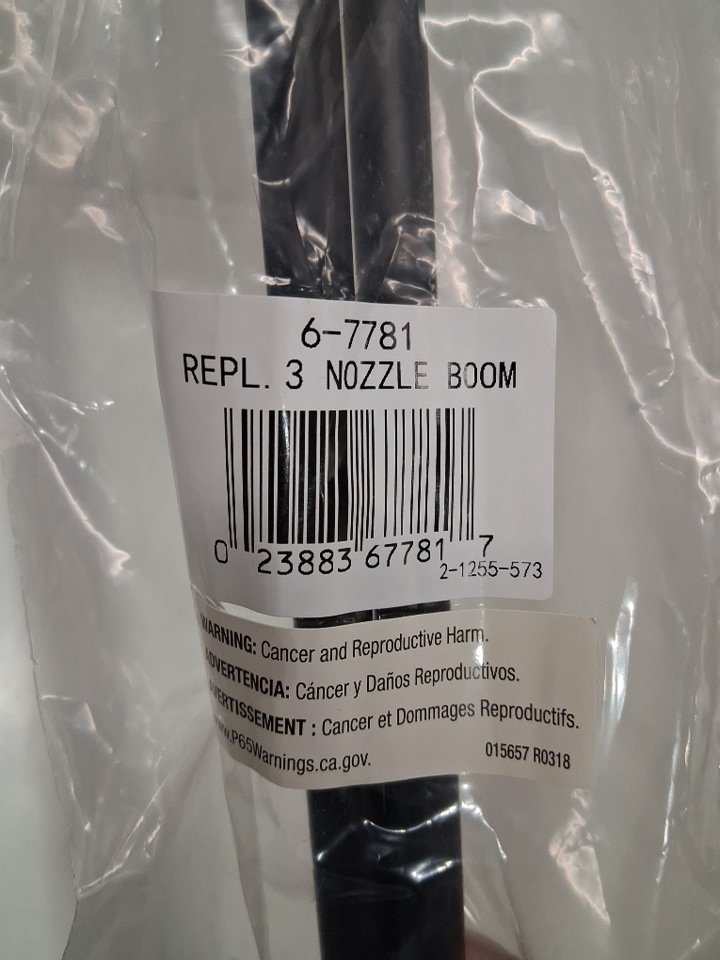 6-7781
REPL. 3 NOZZLE BOOM
0 23883 67781 7
2-1255-573
WARNING: Cancer and Reproductive Harm.
ADVERTENCIA: Cáncer y Daños Reproductivos.
AVERTISSEMENT : Cancer et Dommages Reproductifs.
www.P65Warnings.ca.gov.
015657 R0318